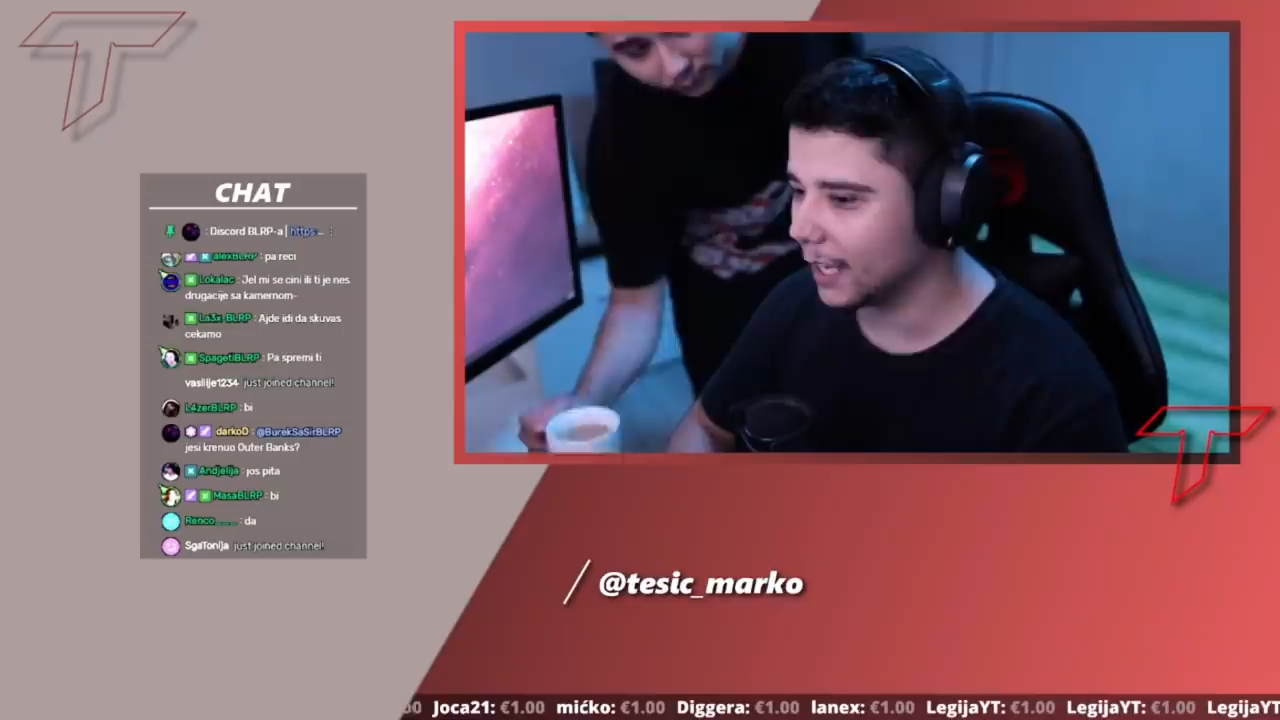 CHAT
: Discord BLRP-a | https...
alexBLRP: pa reci
Lokalac: Jel mi se cini ili ti je nes
drugacije sa kamernom-
La3x_BLRP: Ajde idi da skuvas
cekamo
SpagetiBLRP: Pa spremi ti
vasilije1234 just joined channel!
L4zerBLRP: bi
darkoD: @BurekSaSirBLRP
jesi krenuo Outer Banks?
Andjelija: jos pita
MasaBLRP: bi
Renco____: da
SgaTonija just joined channel!
/ @tesic_marko
00 Joca21: €1.00 mićko: €1.00 Diggera: €1.00 lanex: €1.00 LegijaYT: €1.00 LegijaYT: €1.00 LegijaYT